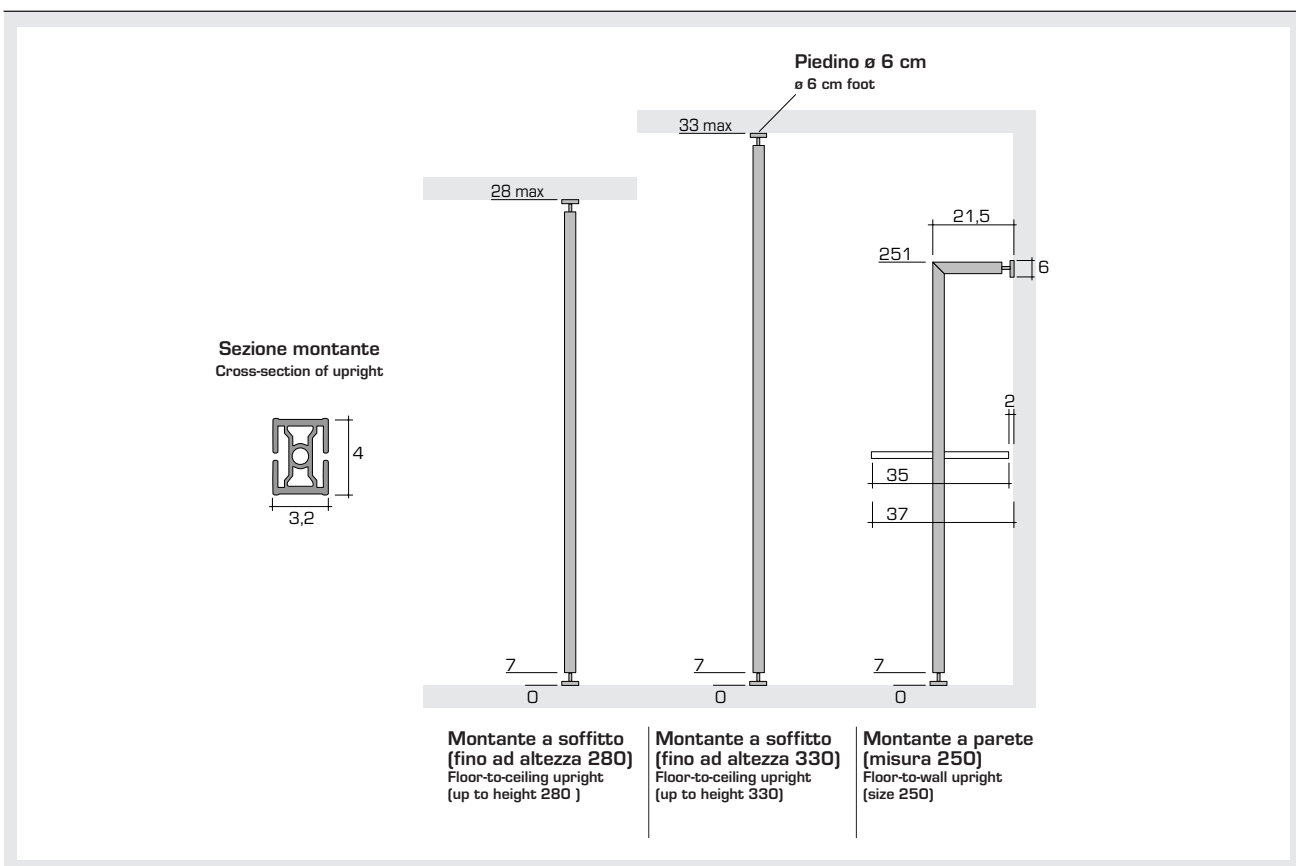 Piedino ø 6 cm
ø 6 cm foot
33 max
28 max
21,5
251
6
Sezione montante
Cross-section of upright
2
4
35
3,2
37
7
7
7
0
0
0
Montante a soffitto
(fino ad altezza 280)
Floor-to-ceiling upright
(up to height 280 )
Montante a soffitto
(fino ad altezza 330)
Floor-to-ceiling upright
(up to height 330)
Montante a parete
(misura 250)
Floor-to-wall upright
(size 250)